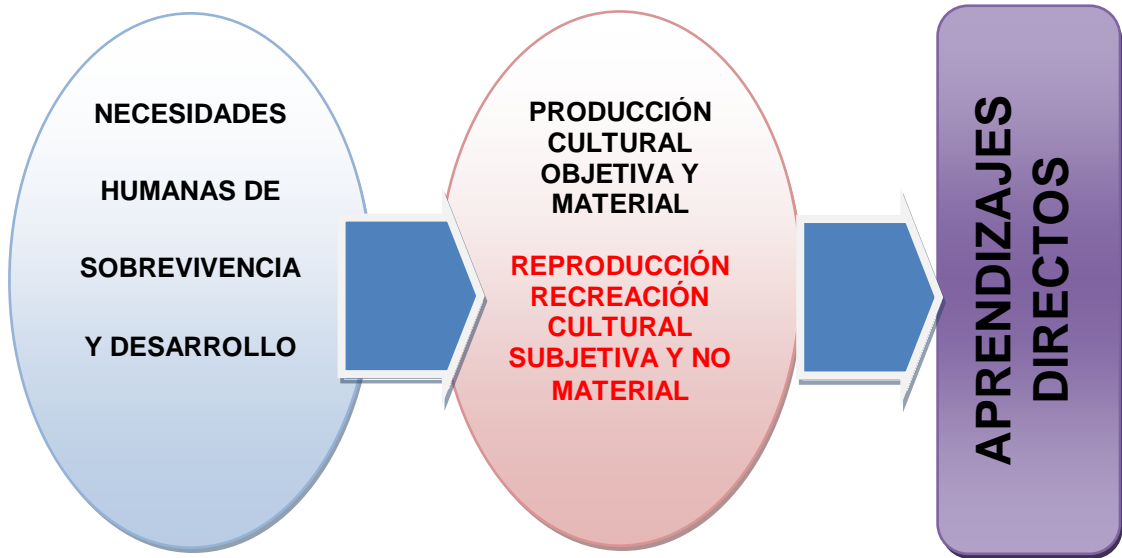 NECESIDADES
HUMANAS DE
SOBREVIVENCIA
Y DESARROLLO
PRODUCCIÓN
CULTURAL
OBJETIVA Y
MATERIAL
REPRODUCCIÓN
RECREACIÓN
CULTURAL
SUBJETIVA Y NO
MATERIAL
APRENDIZAJES
DIRECTOS